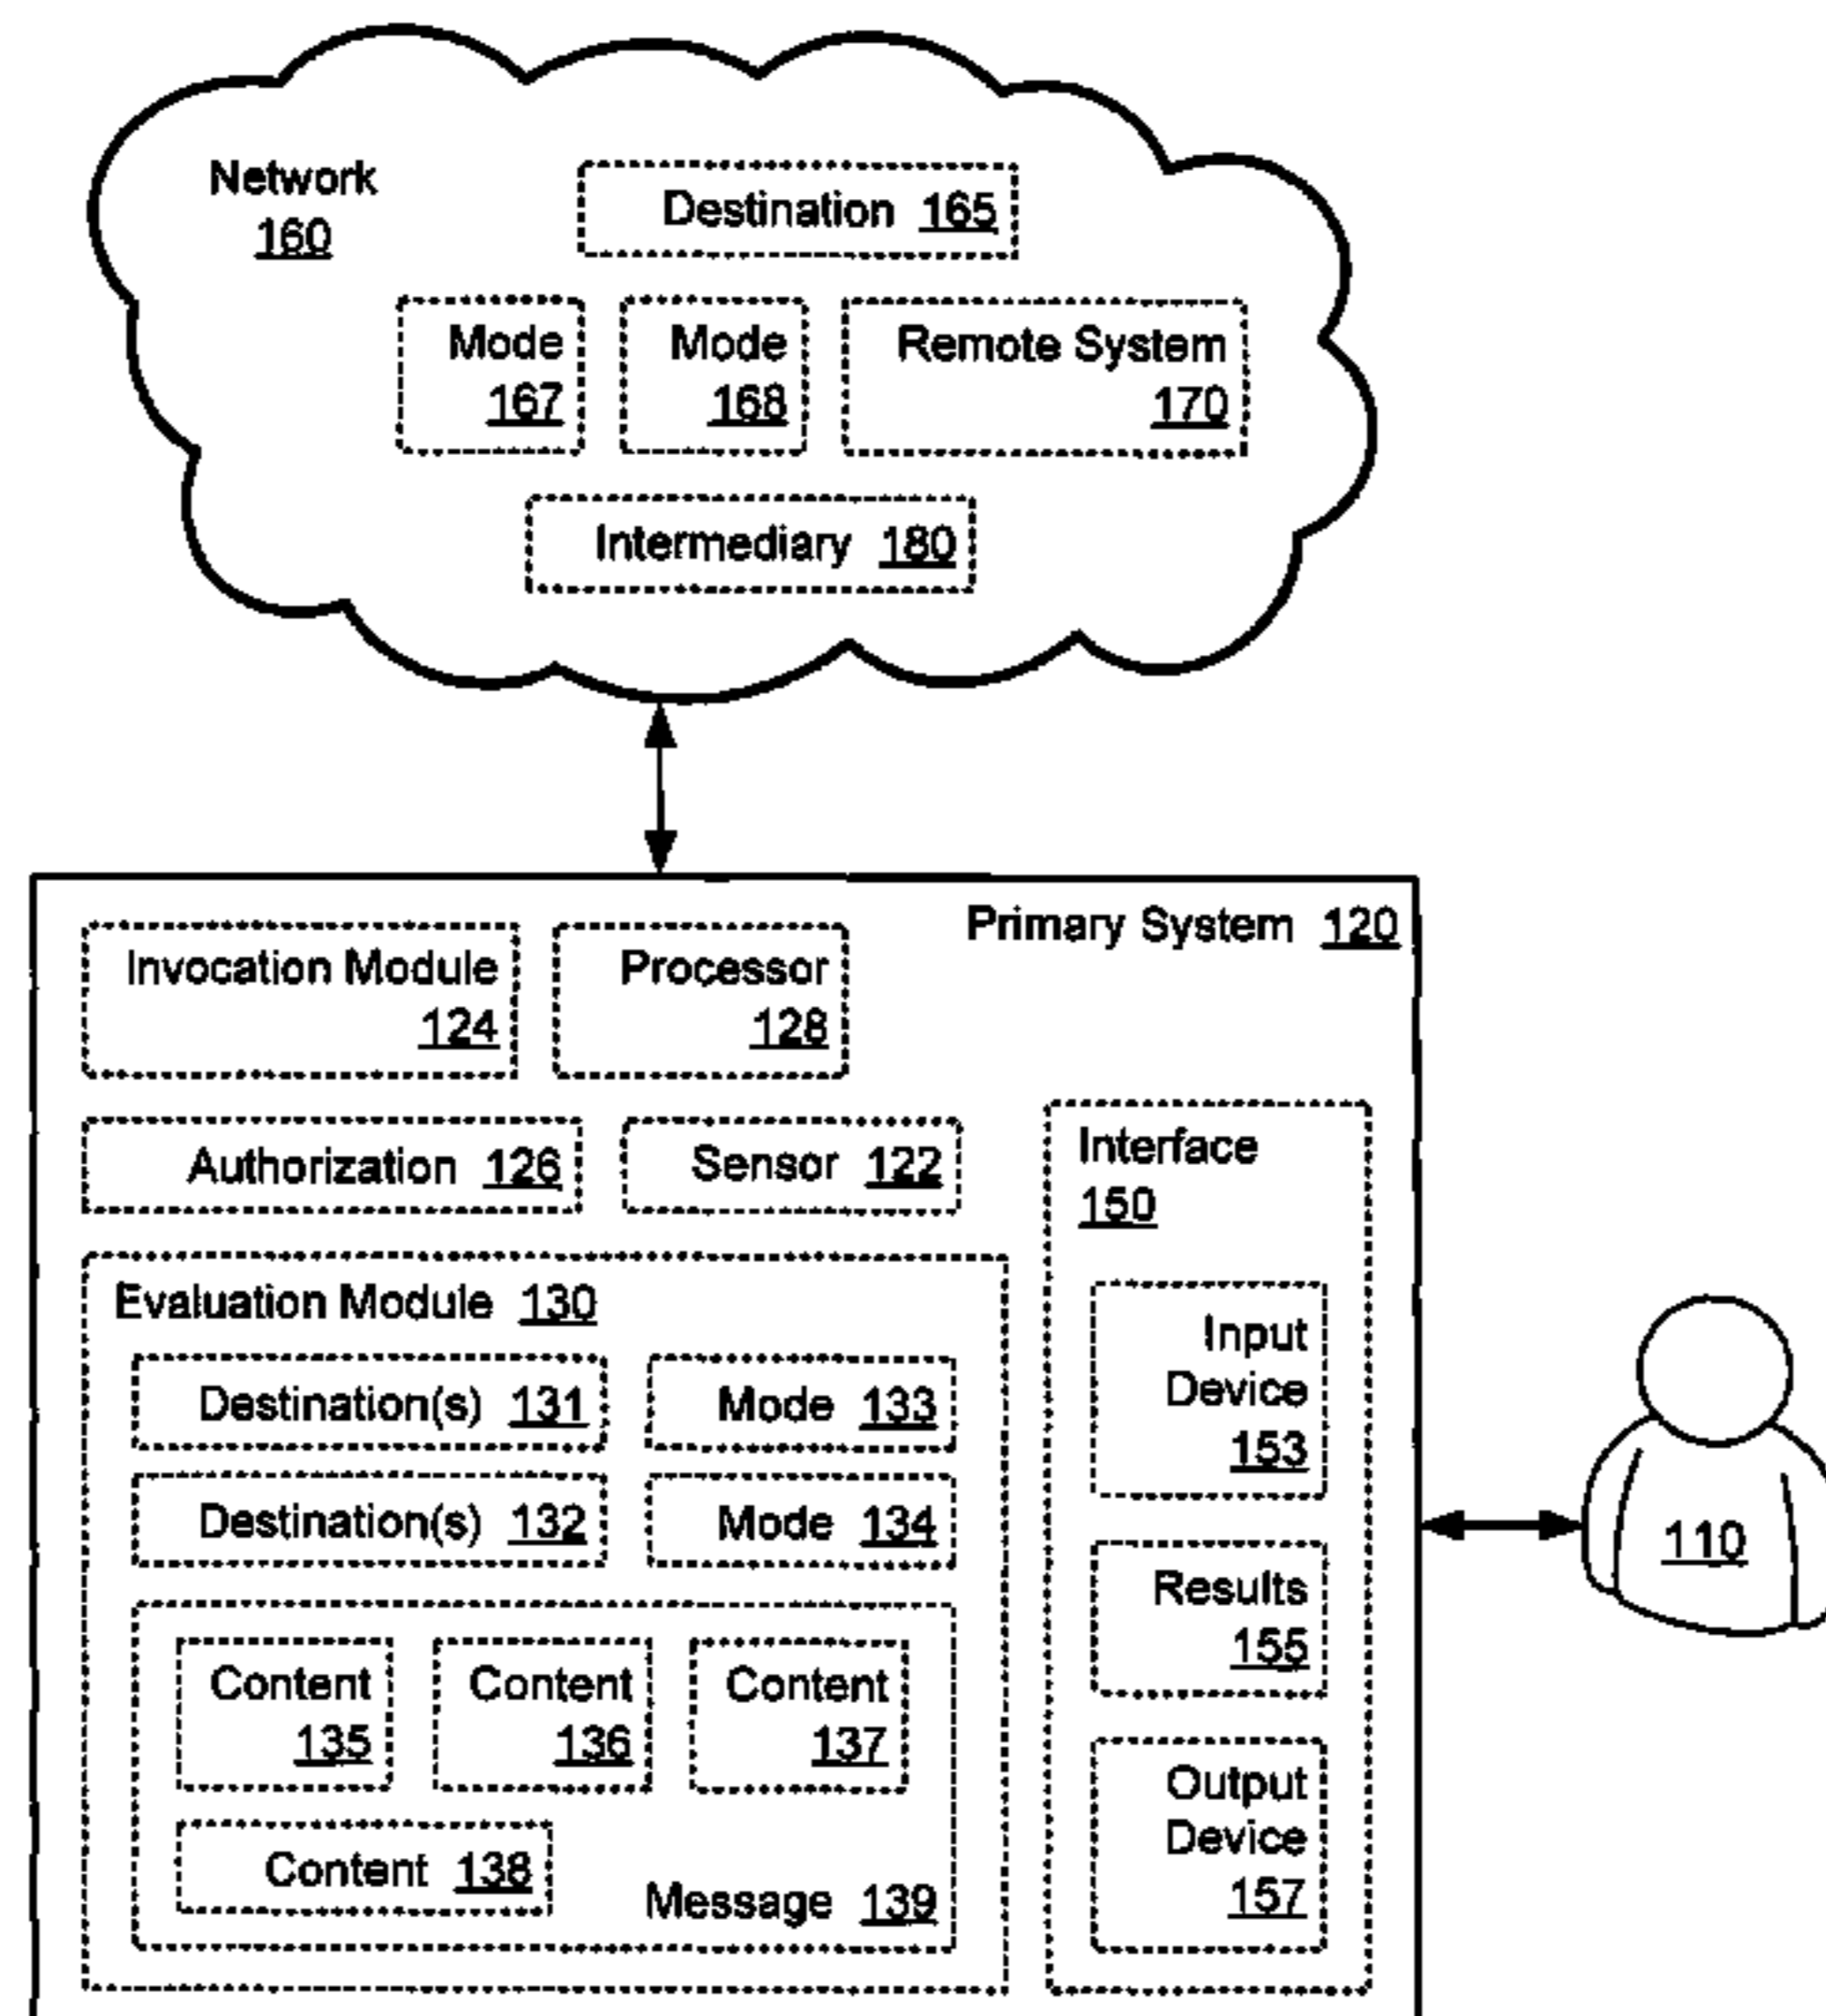 Network
160
Destination 165
Mode
167
Mode
168
Remote System
170
Intermediary 180
Primary System 120
Invocation Module
124
Processor
128
Authorization 126
Sensor 122
Interface
150
Evaluation Module 130
Destination(s) 131
Mode 133
Destination(s) 132
Mode 134
Content
135
Content
136
Content
137
Content 138
Message 139
Input
Device
153
Results
155
Output
Device
157
110